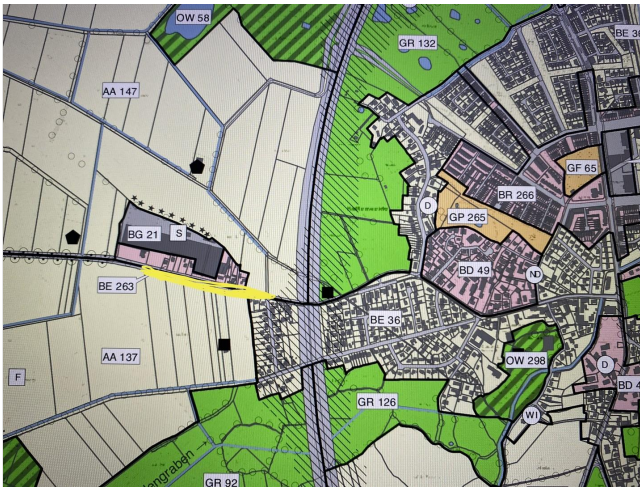 OW 58
GR 132
BE 36
AA 147
GF 65
BR 266
D
GP 265
BG 21
S
BD 49
ND
BE 263
BE 36
AA 137
OW 298
D
F
BD 4
GR 126
WI
GR 92